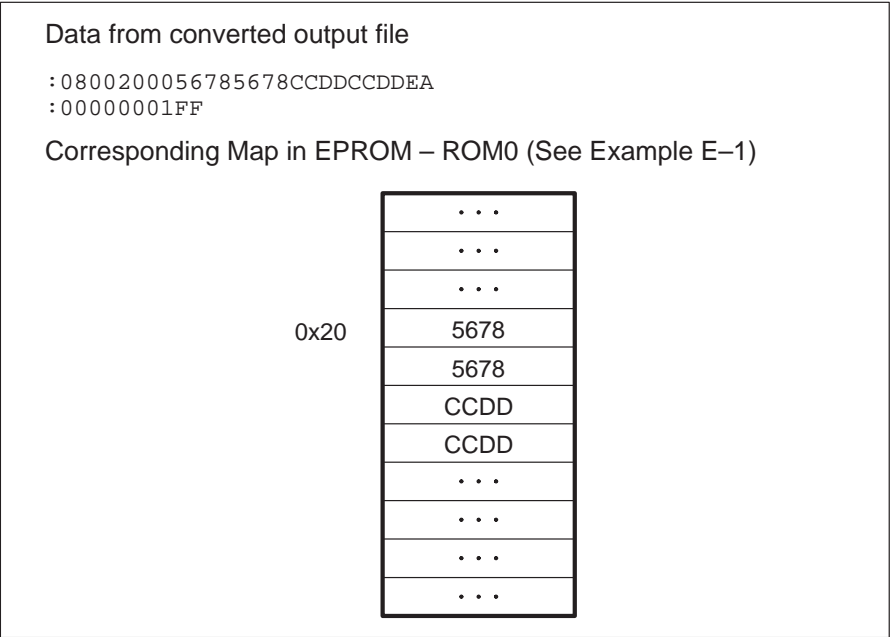 Data from converted output file
:0800200056785678CCDDCCDDEA
:00000001FF
Corresponding Map in EPROM – ROM0 (See Example E–1)
. . .
. . .
. . .
0x20 5678
5678
CCDD
CCDD
. . .
. . .
. . .
. . .